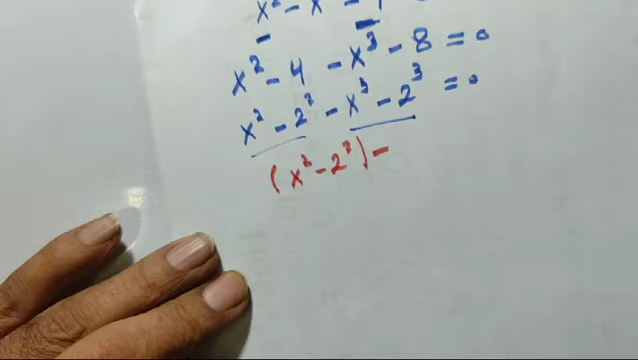 x² - 4 - x³ - 8 = 0
x² - 2² - x³ - 2³ = 0
(x² - 2²) -